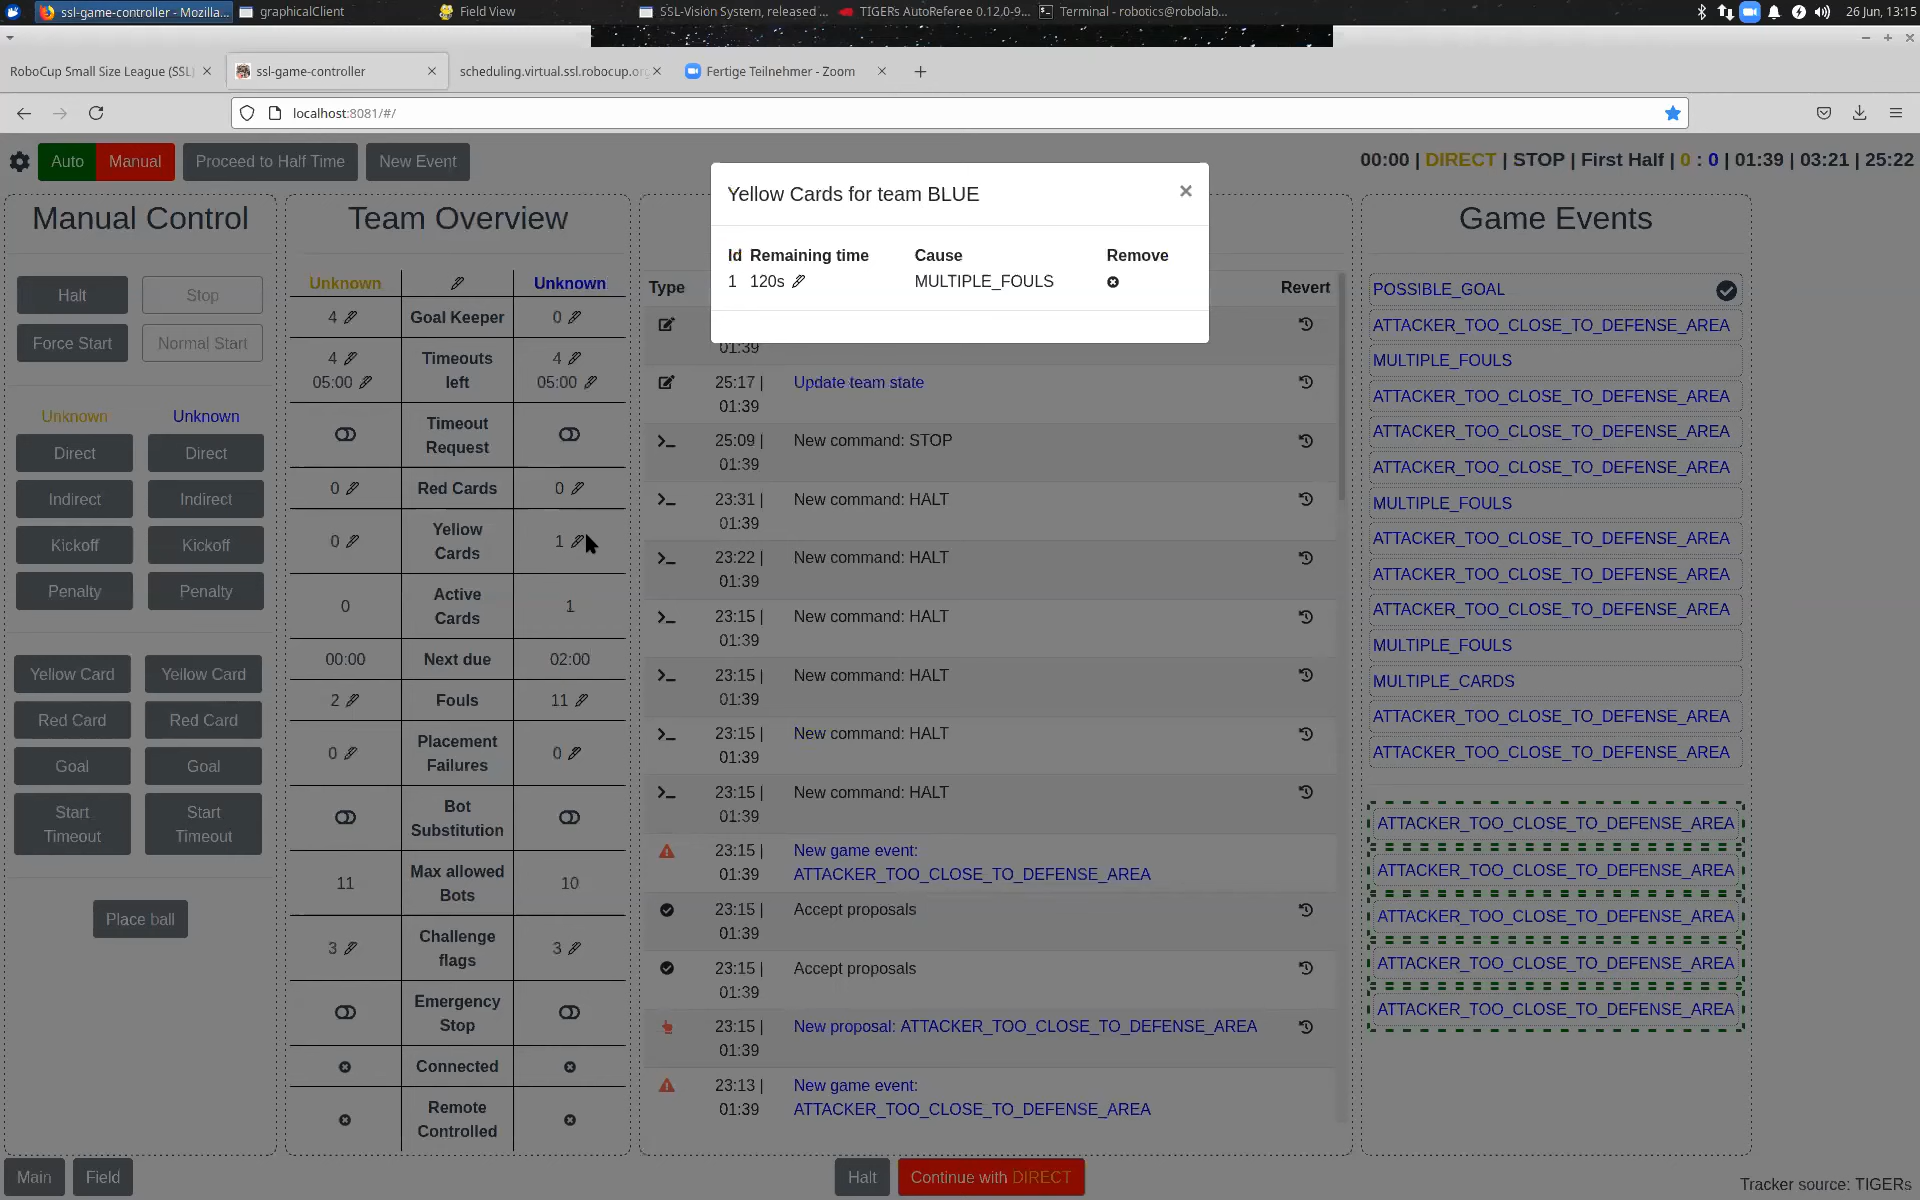 ssl-game-controller - Mozilla...
graphicalClient
Field View
SSL-Vision System, released ...
TIGERs AutoReferee 0.12.0-9...
Terminal - robotics@robolab...
26 Jun, 13:15
RoboCup Small Size League (SSL)
ssl-game-controller
scheduling.virtual.ssl.robocup.or
Fertige Teilnehmer - Zoom
localhost:8081/#/
Auto
Manual
Proceed to Half Time
New Event
00:00 | DIRECT | STOP | First Half | 0 : 0 | 01:39 | 03:21 | 25:22
Yellow Cards for team BLUE
×
Id Remaining time Cause Remove
1 120s MULTIPLE_FOULS
Manual Control
Halt
Stop
Force Start
Normal Start
Unknown Unknown
Direct Direct
Indirect Indirect
Kickoff Kickoff
Penalty Penalty
Yellow Card Yellow Card
Red Card Red Card
Goal Goal
Start Timeout Start Timeout
Place ball
Team Overview
Unknown Unknown
4 Goal Keeper 0
4 Timeouts 4
05:00 left 05:00
Timeout Request
0 Red Cards 0
0 Yellow Cards 1
0 Active Cards 1
00:00 Next due 02:00
2 Fouls 11
0 Placement Failures 0
Bot Substitution
11 Max allowed Bots 10
3 Challenge flags 3
Emergency Stop
Connected
Remote Controlled
Type Revert
01:39
25:17 | Update team state
01:39
25:09 | New command: STOP
01:39
23:31 | New command: HALT
01:39
23:22 | New command: HALT
01:39
23:15 | New command: HALT
01:39
23:15 | New command: HALT
01:39
23:15 | New command: HALT
01:39
23:15 | New command: HALT
01:39
23:15 | New game event:
01:39 ATTACKER_TOO_CLOSE_TO_DEFENSE_AREA
23:15 | Accept proposals
01:39
23:15 | Accept proposals
01:39
23:15 | New proposal: ATTACKER_TOO_CLOSE_TO_DEFENSE_AREA
01:39
23:13 | New game event:
01:39 ATTACKER_TOO_CLOSE_TO_DEFENSE_AREA
Game Events
POSSIBLE_GOAL
ATTACKER_TOO_CLOSE_TO_DEFENSE_AREA
MULTIPLE_FOULS
ATTACKER_TOO_CLOSE_TO_DEFENSE_AREA
ATTACKER_TOO_CLOSE_TO_DEFENSE_AREA
ATTACKER_TOO_CLOSE_TO_DEFENSE_AREA
MULTIPLE_FOULS
ATTACKER_TOO_CLOSE_TO_DEFENSE_AREA
ATTACKER_TOO_CLOSE_TO_DEFENSE_AREA
ATTACKER_TOO_CLOSE_TO_DEFENSE_AREA
MULTIPLE_FOULS
MULTIPLE_CARDS
ATTACKER_TOO_CLOSE_TO_DEFENSE_AREA
ATTACKER_TOO_CLOSE_TO_DEFENSE_AREA
ATTACKER_TOO_CLOSE_TO_DEFENSE_AREA
ATTACKER_TOO_CLOSE_TO_DEFENSE_AREA
ATTACKER_TOO_CLOSE_TO_DEFENSE_AREA
ATTACKER_TOO_CLOSE_TO_DEFENSE_AREA
ATTACKER_TOO_CLOSE_TO_DEFENSE_AREA
Main
Field
Halt
Continue with DIRECT
Tracker source: TIGERs